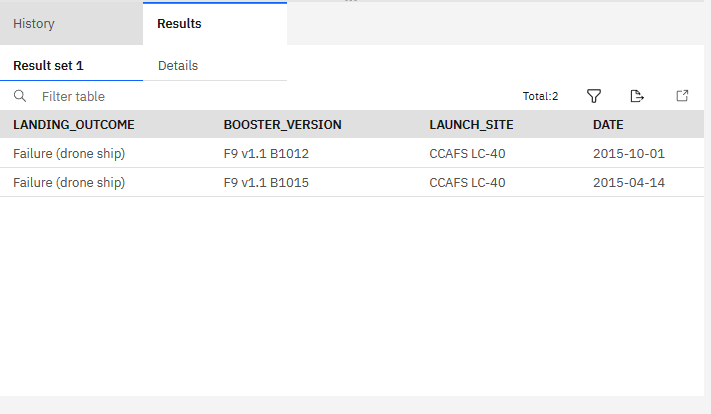 History Results
Result set 1 Details
Filter table Total:2
LANDING_OUTCOME BOOSTER_VERSION LAUNCH_SITE DATE
Failure (drone ship) F9 v1.1 B1012 CCAFS LC-40 2015-10-01
Failure (drone ship) F9 v1.1 B1015 CCAFS LC-40 2015-04-14